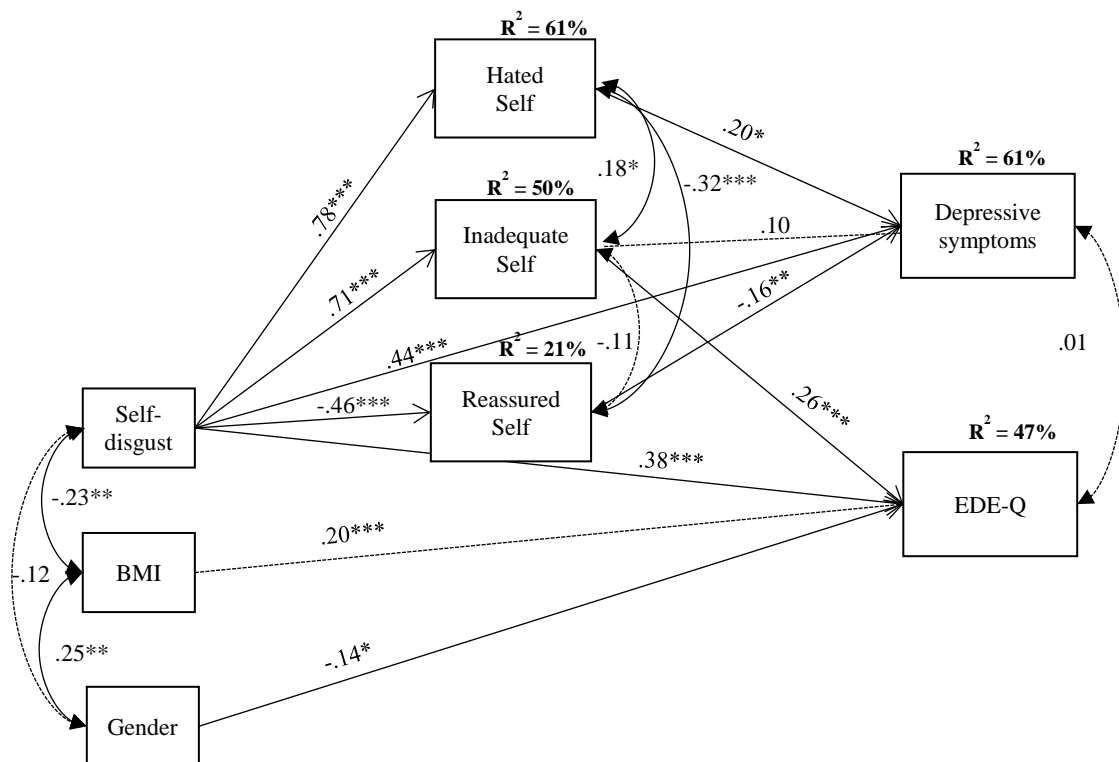 R² = 61%
Hated
Self
.20*
.18*
-.32***
R² = 61%
R² = 50%
.78***
Inadequate
Self
.10
Depressive
symptoms
.71***
-.16**
R² = 21%
-.11
.44***
.01
Self-
disgust
-.46***
Reassured
Self
.26***
R² = 47%
.38***
-.23**
EDE-Q
.20***
-.12
BMI
.25**
-.14*
Gender